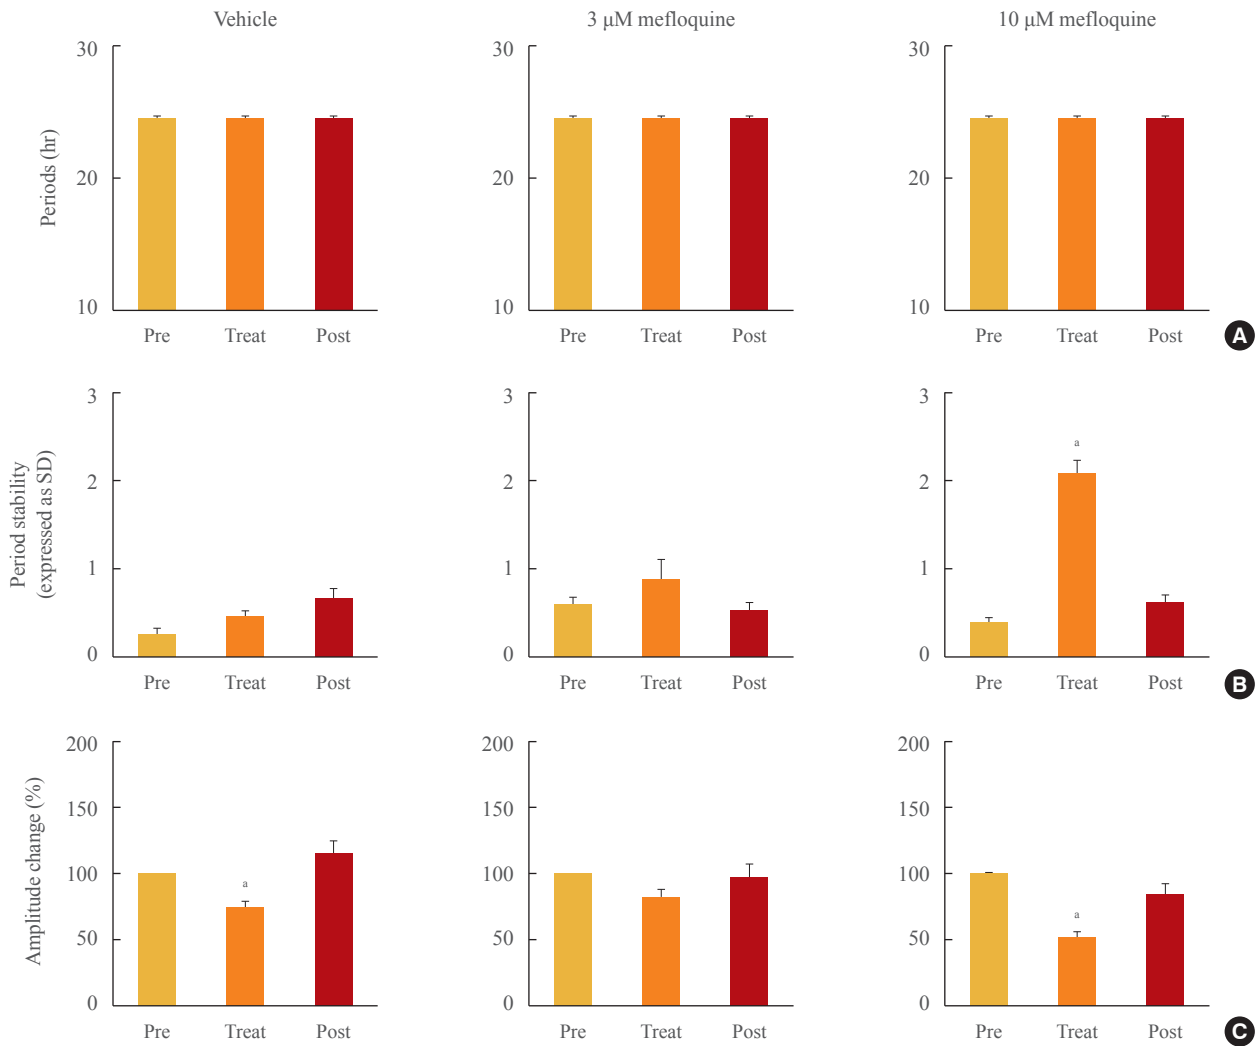 Vehicle
3 μM mefloquine
10 μM mefloquine
Periods (hr)
30
20
10
Pre Treat Post
30
20
10
Pre Treat Post
30
20
10
Pre Treat Post
A
Period stability
(expressed as SD)
3
2
1
0
Pre Treat Post
3
2
1
0
Pre Treat Post
3
2
1
0
a
Pre Treat Post
B
Amplitude change (%)
200
150
100
50
0
a
Pre Treat Post
200
150
100
50
0
Pre Treat Post
200
150
100
50
0
a
Pre Treat Post
C